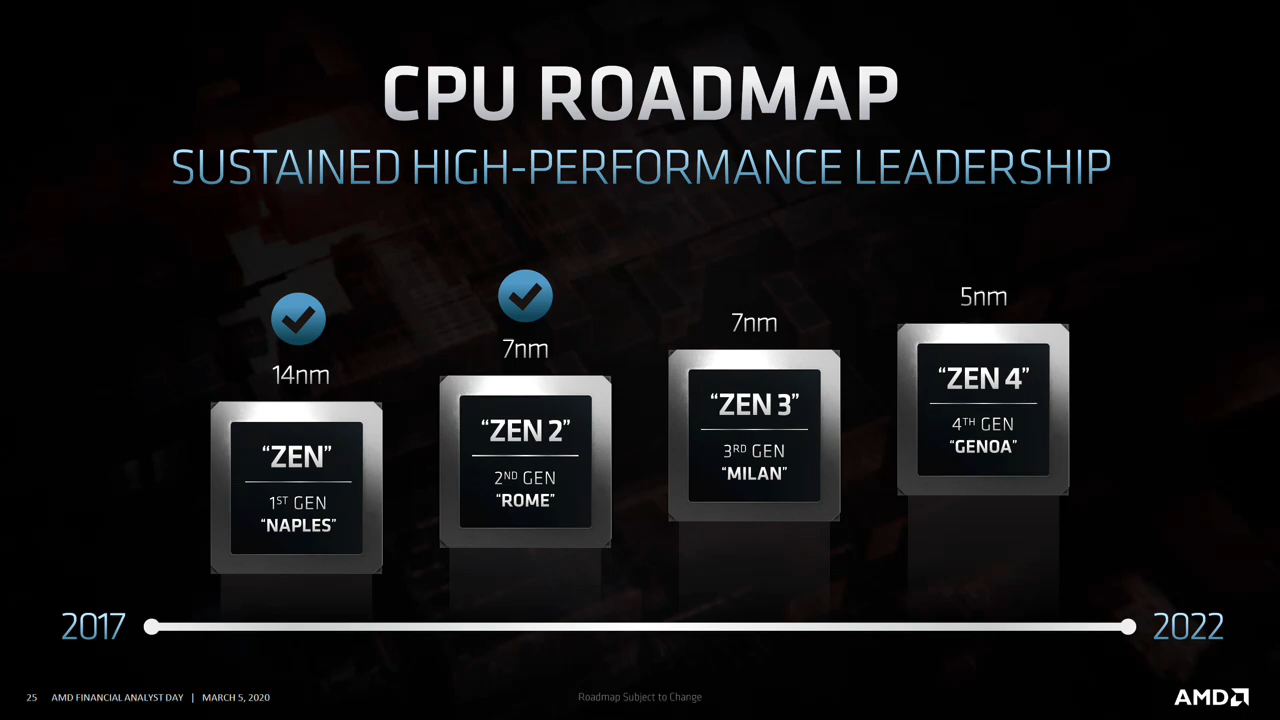 CPU ROADMAP
SUSTAINED HIGH-PERFORMANCE LEADERSHIP
14nm
“ZEN”
1ST GEN
“NAPLES”
7nm
“ZEN 2”
2ND GEN
“ROME”
7nm
“ZEN 3”
3RD GEN
“MILAN”
5nm
“ZEN 4”
4TH GEN
“GENOA”
2017
2022
25 AMD FINANCIAL ANALYST DAY | MARCH 5, 2020
Roadmap Subject to Change
AMD